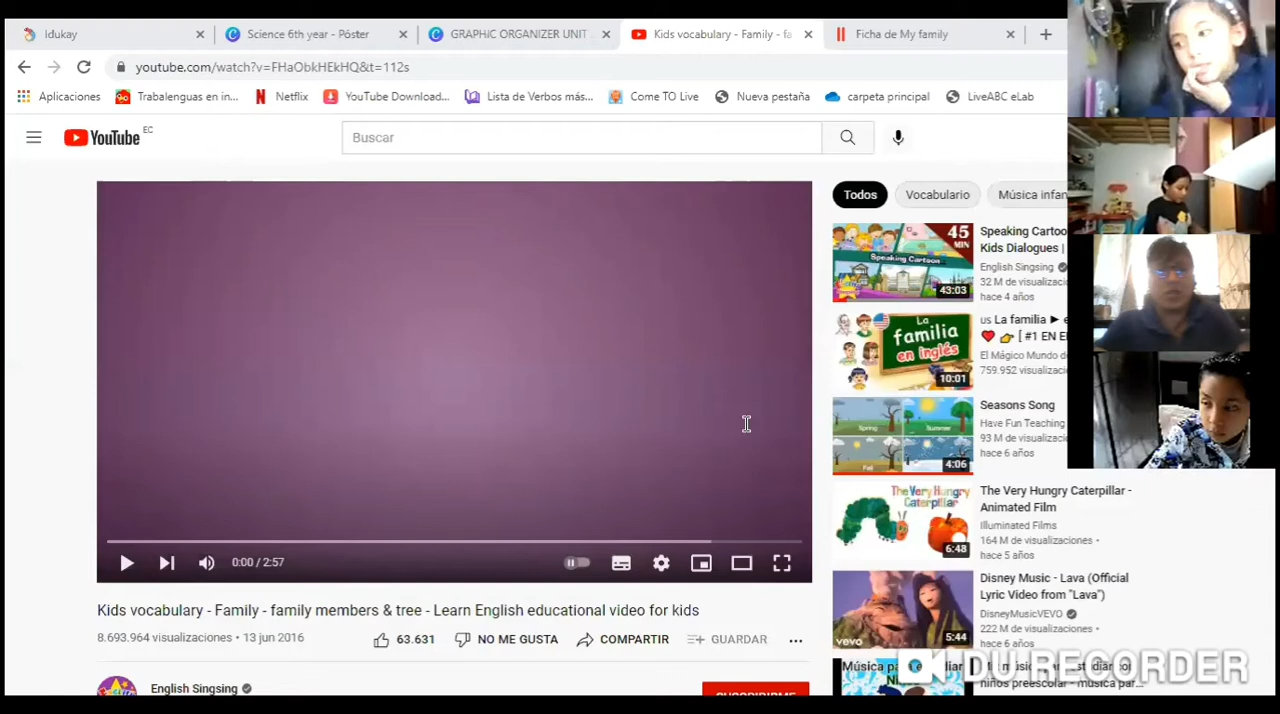 Idukay
Science 6th year - Póster
GRAPHiC ORGANIZER UNIT
Kids vocabulary - Family - fa
Ficha de My family
youtube.com/watch?v=FHaObkHEkHQ&t=112s
Aplicaciones
Trabalenguas en in...
Netflix
YouTube Download...
Lista de Verbos más...
Come TO Live
Nueva pestaña
carpeta principal
LiveABC eLab
YouTube EC
Buscar
Todos
Vocabulario
Música infan
45 MIN
Speaking Cartoon
43:03
Speaking Carto
Kids Dialogues |
English Singsing
32 M de visualizaci
hace 4 años
La familia en inglés
10:01
us La familia ► e
[ #1 EN E
El Mágico Mundo d
759.952 visualizac
Spring
Summer
Fall
4:06
Seasons Song
Have Fun Teaching
93 M de visualizaci
hace 6 años
The Very Hungry Caterpillar
6:48
The Very Hungry Caterpillar -
Animated Film
Illuminated Films
164 M de visualizaciones •
hace 5 años
vevo
5:44
Disney Music - Lava (Official
Lyric Video from "Lava")
DisneyMusicVEVO
222 M de visualizaciones •
hace 6 años
0:00 / 2:57
Kids vocabulary - Family - family members & tree - Learn English educational video for kids
8.693.964 visualizaciones • 13 jun 2016
63.631
NO ME GUSTA
COMPARTIR
GUARDAR
English Singsing
SUSCRIBIRME
Música para estudiar
niños preescolar - musica par...
DU RECORDER